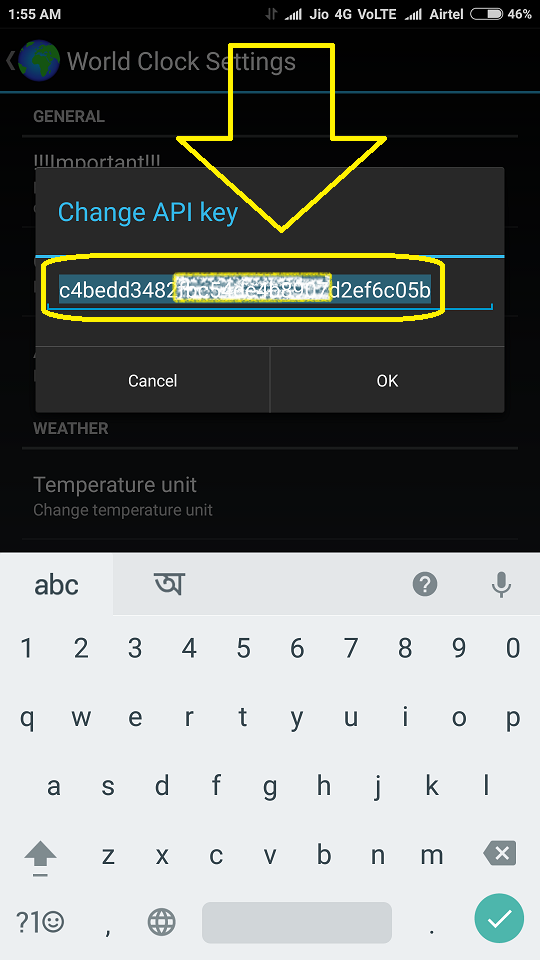 1:55 AM Jio 4G VoLTE Airtel 46%
World Clock Settings
GENERAL
!!!!Important!!!
Change API key
c4bedd3482 d2ef6c05b
Cancel OK
WEATHER
Temperature unit
Change temperature unit
abc অ
1 2 3 4 5 6 7 8 9 0
q w e r t y u i o p
a s d f g h j k l
z x c v b n m
?1☺ , .